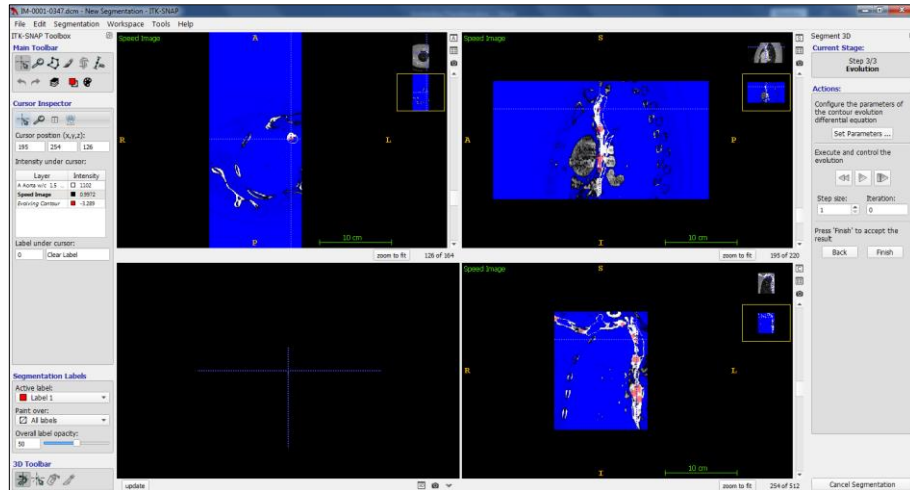 IM-0001-0347.dcm - New Segmentation - ITK-SNAP
File Edit Segmentation Workspace Tools Help
ITK-SNAP Toolbox
Main Toolbar
Cursor Inspector
Cursor position (x,y,z):
195 254 126
Intensity under cursor:
Layer Intensity
A Aorta w/c 1.5 ... 1102
Speed Image 0.9972
Evolving Contour -3.289
Label under cursor:
0 Clear Label
Segmentation Labels
Active label:
Label 1
Paint over:
All labels
Overall label opacity:
50
3D Toolbar
Speed Image
A
R
L
P
10 cm
zoom to fit 126 of 164
Speed Image
S
A
P
I
10 cm
zoom to fit 195 of 220
update
Speed Image
S
R
L
I
10 cm
zoom to fit 254 of 512
Segment 3D
Current Stage:
Step 3/3
Evolution
Actions:
Configure the parameters of
the contour evolution
differential equation
Set Parameters ...
Execute and control the
evolution
Step size: Iteration:
1 0
Press 'Finish' to accept the
result
Back Finish
Cancel Segmentation